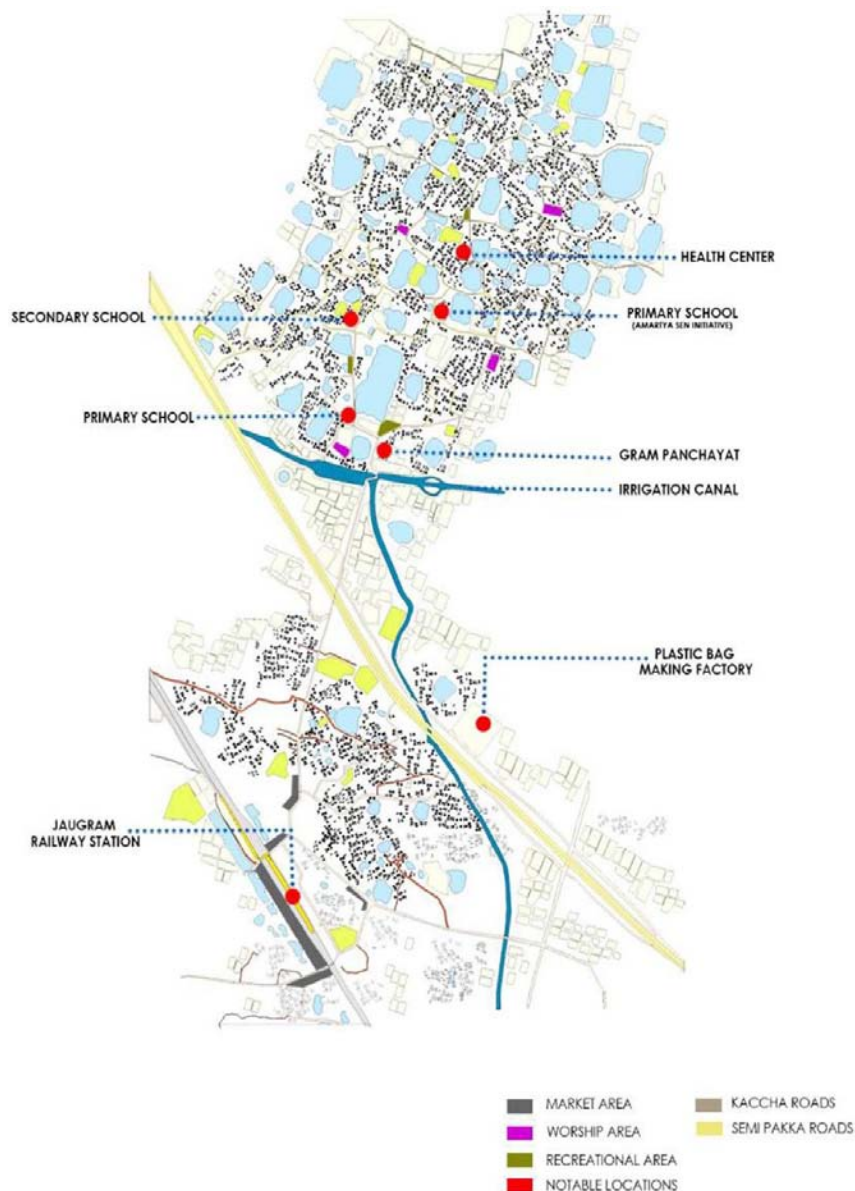 HEALTH CENTER
SECONDARY SCHOOL
PRIMARY SCHOOL
(AMARTYA SEN INITIATIVE)
PRIMARY SCHOOL
GRAM PANCHAYAT
IRRIGATION CANAL
PLASTIC BAG
MAKING FACTORY
JAUGRAM
RAILWAY STATION
MARKET AREA
WORSHIP AREA
RECREATIONAL AREA
NOTABLE LOCATIONS
KACCHA ROADS
SEMI PAKKA ROADS